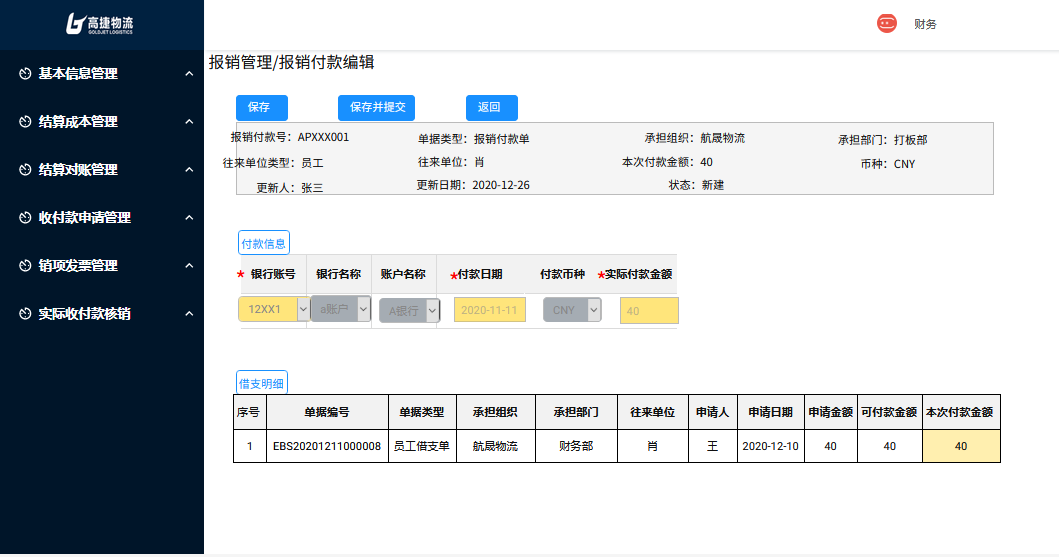 高捷物流
GOLDJET LOGISTICS
财务
基本信息管理
结算成本管理
结算对账管理
收付款申请管理
销项发票管理
实际收付款核销
报销管理/报销付款编辑
保存 保存并提交 返回
报销付款号：APXXX001 单据类型：报销付款单 承担组织：航晟物流 承担部门：打板部
往来单位类型：员工 往来单位：肖 本次付款金额：40 币种：CNY
更新人：张三 更新日期：2020-12-26 状态：新建
付款信息
* 银行账号 银行名称 账户名称 *付款日期 付款币种 *实际付款金额
12XX1 a账户 A银行 2020-11-11 CNY 40
借支明细
序号 单据编号 单据类型 承担组织 承担部门 往来单位 申请人 申请日期 申请金额 可付款金额 本次付款金额
1 EBS20201211000008 员工借支单 航晟物流 财务部 肖 王 2020-12-10 40 40 40